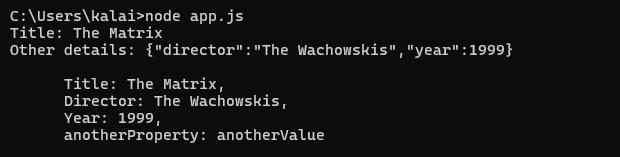 C:\Users\kalai>node app.js
Title: The Matrix
Other details: {"director":"The Wachowskis","year":1999}
Title: The Matrix,
Director: The Wachowskis,
Year: 1999,
anotherProperty: anotherValue